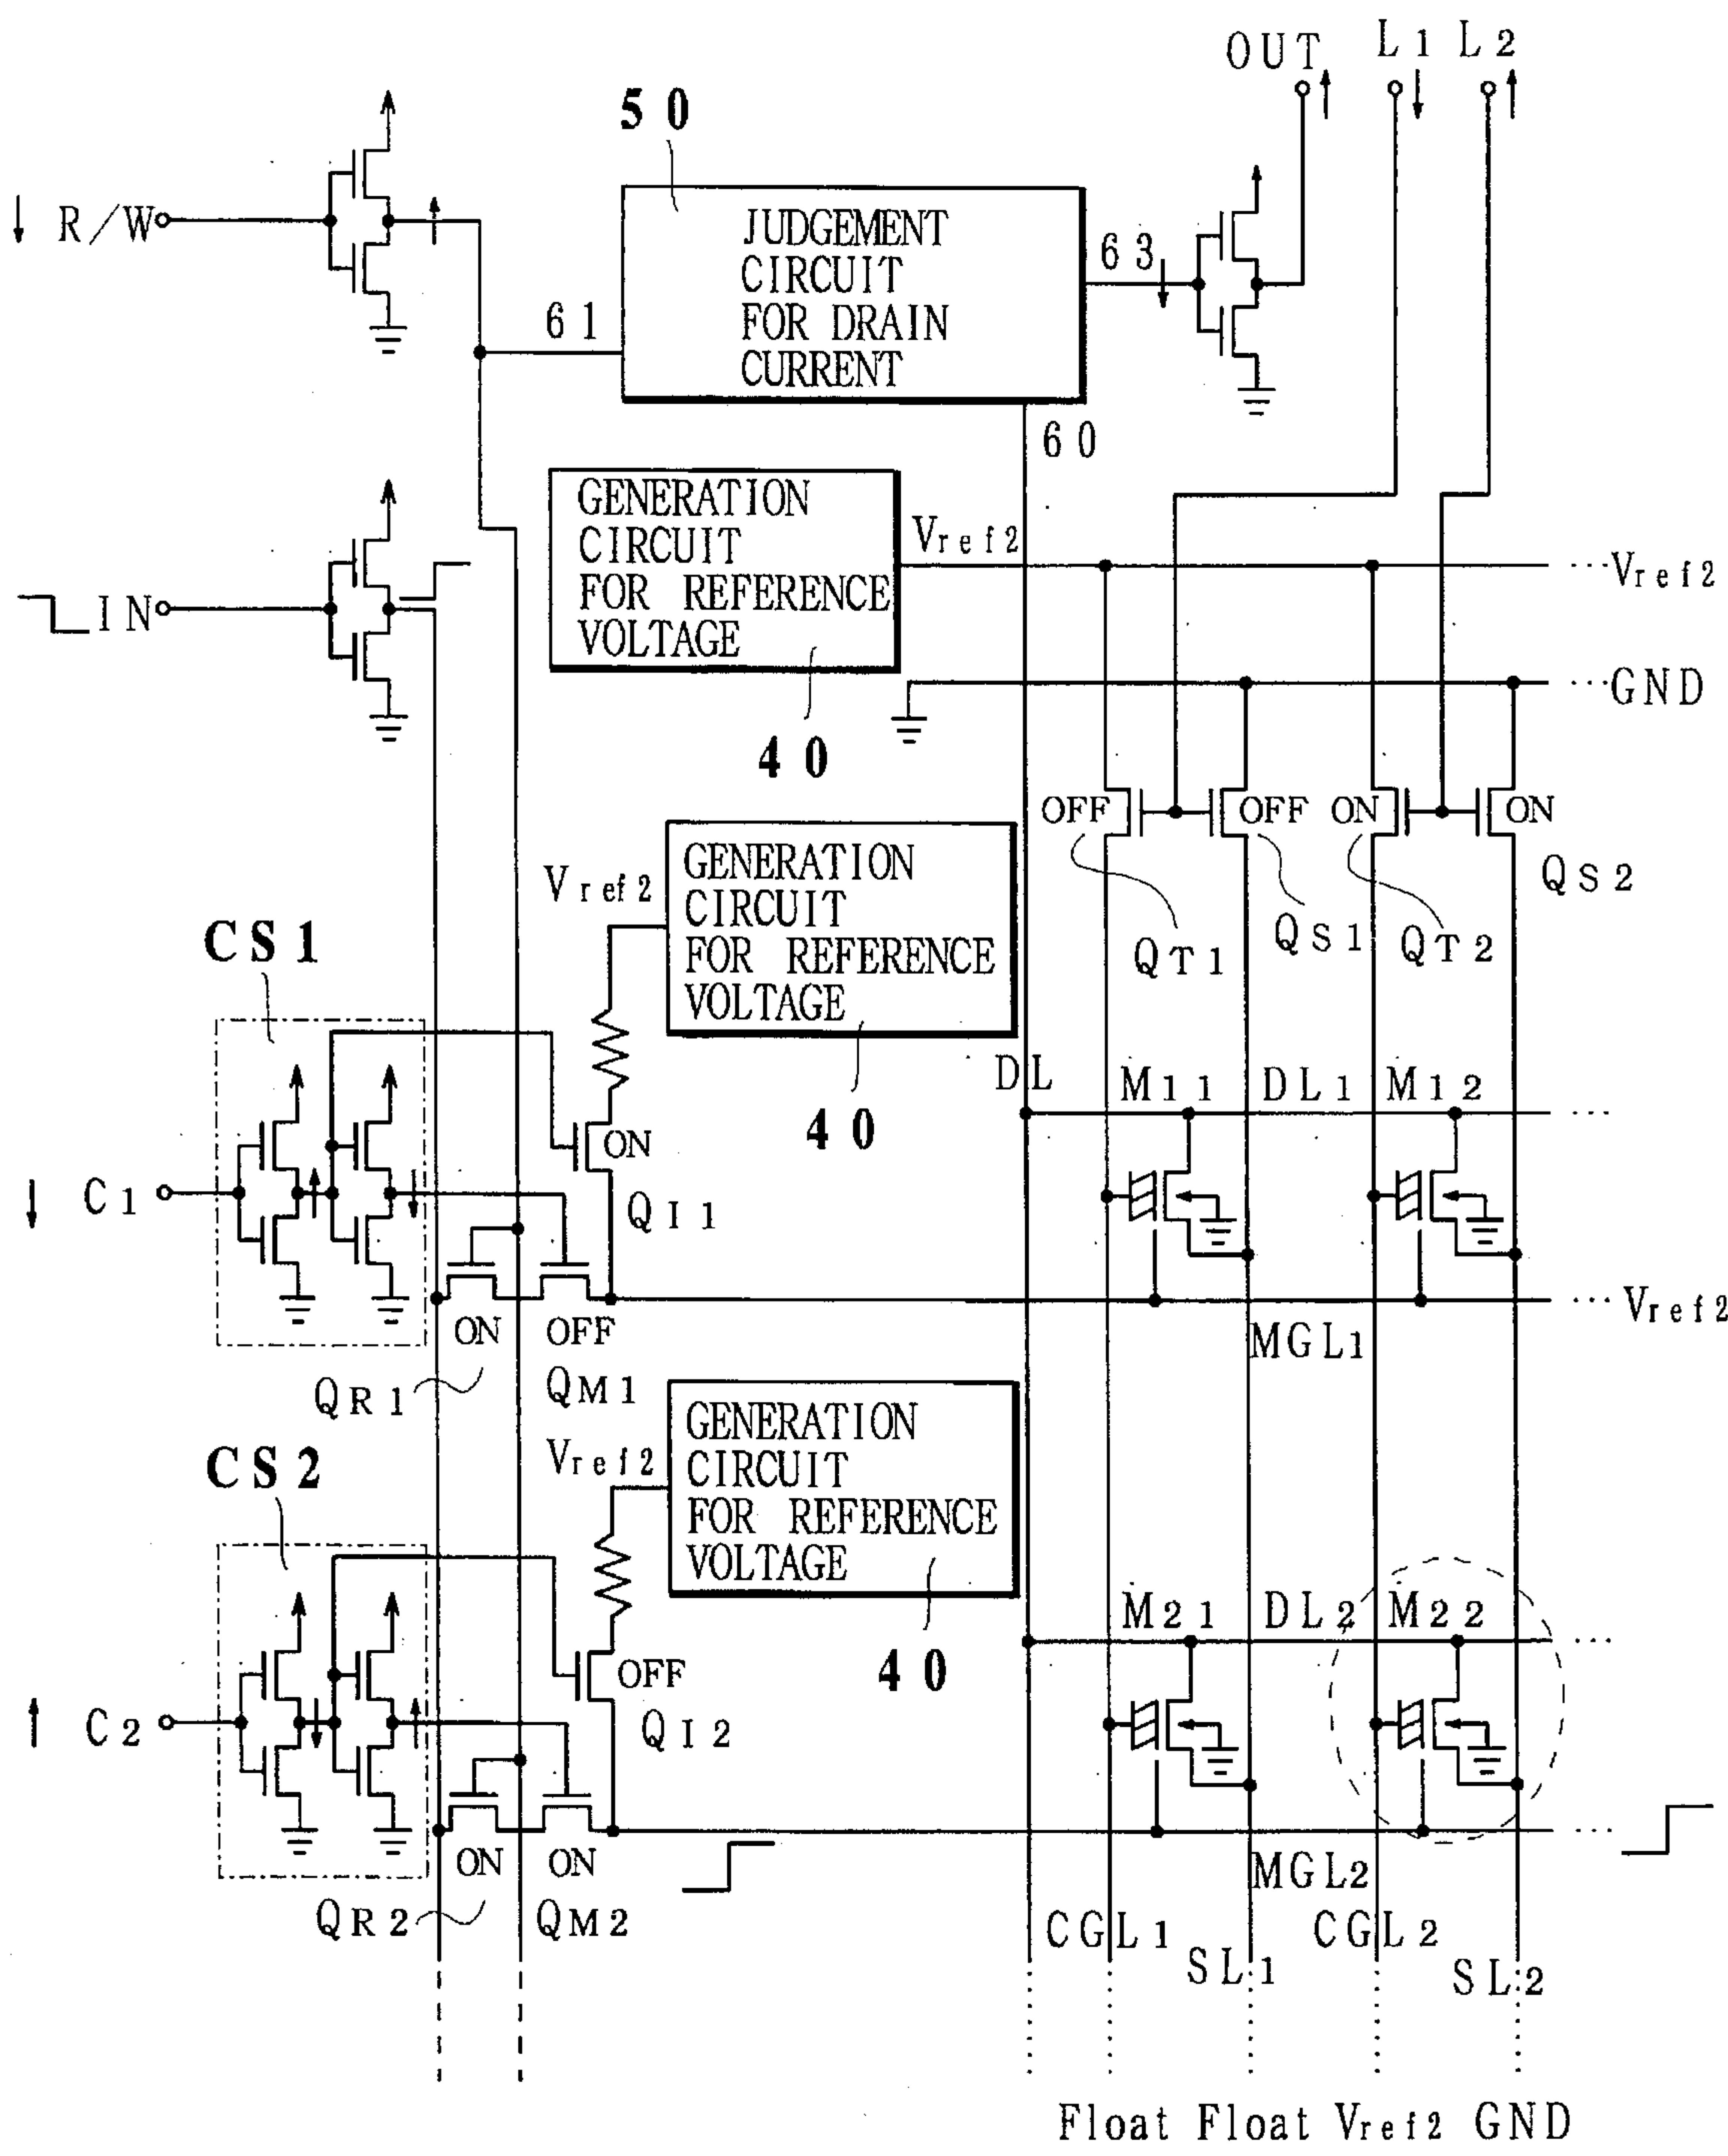 OUT L1 L2
50
R/W
JUDGEMENT
CIRCUIT
FOR DRAIN
CURRENT
63
61
60
GENERATION
CIRCUIT
FOR REFERENCE
VOLTAGE
Vref2
···Vref2
IN
···GND
40
OFF OFF ON ON
GENERATION
CIRCUIT
FOR REFERENCE
VOLTAGE
Vref2
QS2
CS1
QT1 QS1 QT2
DL M11 DL1 M12 ···
40
ON
C1
QI1
··· Vref2
ON OFF
MGL1
QR1 QM1
GENERATION
CIRCUIT
FOR REFERENCE
VOLTAGE
Vref2
CS2
M21 DL2 M22
···
40
OFF
C2
QI2
···
ON ON
MGL2
QR2 QM2
CGL1 SL1 CGL2 SL2
Float Float Vref2 GND